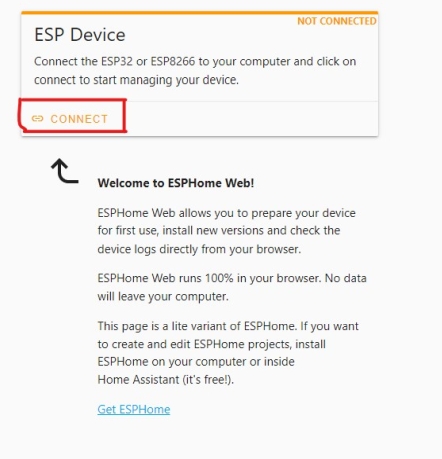 NOT CONNECTED
ESP Device
Connect the ESP32 or ESP8266 to your computer and click on
connect to start managing your device.
CONNECT
Welcome to ESPHome Web!
ESPHome Web allows you to prepare your device
for first use, install new versions and check the
device logs directly from your browser.
ESPHome Web runs 100% in your browser. No data
will leave your computer.
This page is a lite variant of ESPHome. If you want
to create and edit ESPHome projects, install
ESPHome on your computer or inside
Home Assistant (it's free!).
Get ESPHome